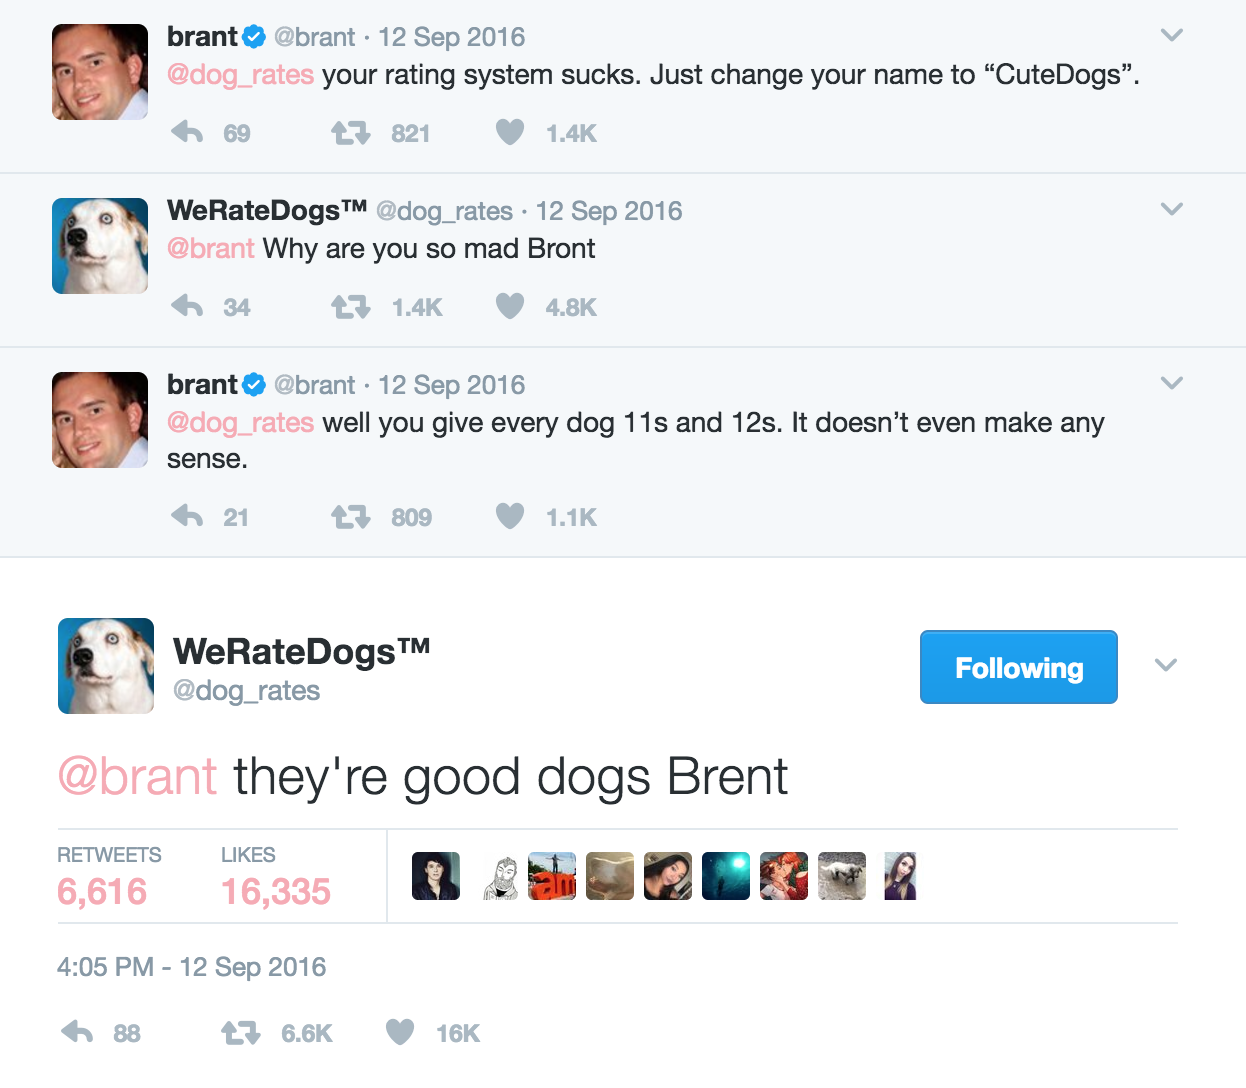 brant @brant · 12 Sep 2016
@dog_rates your rating system sucks. Just change your name to “CuteDogs”.
69 821 1.4K
WeRateDogs™ @dog_rates · 12 Sep 2016
@brant Why are you so mad Bront
34 1.4K 4.8K
brant @brant · 12 Sep 2016
@dog_rates well you give every dog 11s and 12s. It doesn’t even make any
sense.
21 809 1.1K
WeRateDogs™
@dog_rates
Following
@brant they're good dogs Brent
RETWEETS LIKES
6,616 16,335
am
4:05 PM - 12 Sep 2016
88 6.6K 16K